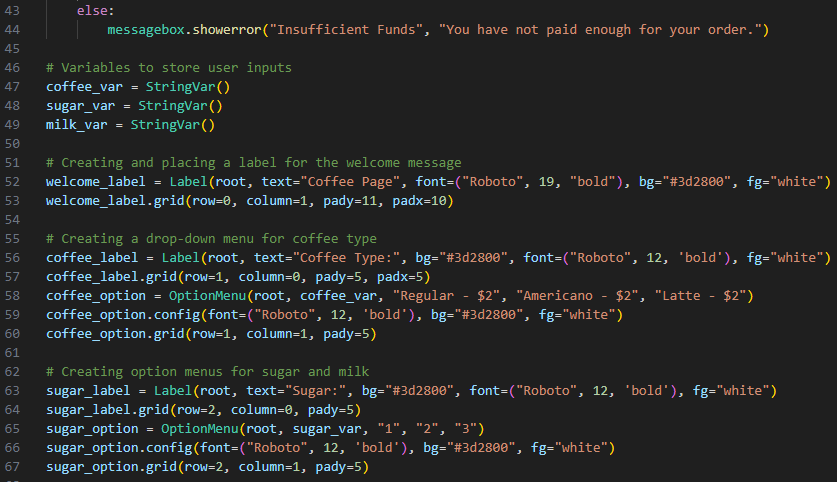 43 else:
44 messagebox.showerror("Insufficient Funds", "You have not paid enough for your order.")
45
46 # Variables to store user inputs
47 coffee_var = StringVar()
48 sugar_var = StringVar()
49 milk_var = StringVar()
50
51 # Creating and placing a label for the welcome message
52 welcome_label = Label(root, text="Coffee Page", font=("Roboto", 19, "bold"), bg="#3d2800", fg="white")
53 welcome_label.grid(row=0, column=1, pady=11, padx=10)
54
55 # Creating a drop-down menu for coffee type
56 coffee_label = Label(root, text="Coffee Type:", bg="#3d2800", font=("Roboto", 12, 'bold'), fg="white")
57 coffee_label.grid(row=1, column=0, pady=5, padx=5)
58 coffee_option = OptionMenu(root, coffee_var, "Regular - $2", "Americano - $2", "Latte - $2")
59 coffee_option.config(font=("Roboto", 12, 'bold'), bg="#3d2800", fg="white")
60 coffee_option.grid(row=1, column=1, pady=5)
61
62 # Creating option menus for sugar and milk
63 sugar_label = Label(root, text="Sugar:", bg="#3d2800", font=("Roboto", 12, 'bold'), fg="white")
64 sugar_label.grid(row=2, column=0, pady=5)
65 sugar_option = OptionMenu(root, sugar_var, "1", "2", "3")
66 sugar_option.config(font=("Roboto", 12, 'bold'), bg="#3d2800", fg="white")
67 sugar_option.grid(row=2, column=1, pady=5)